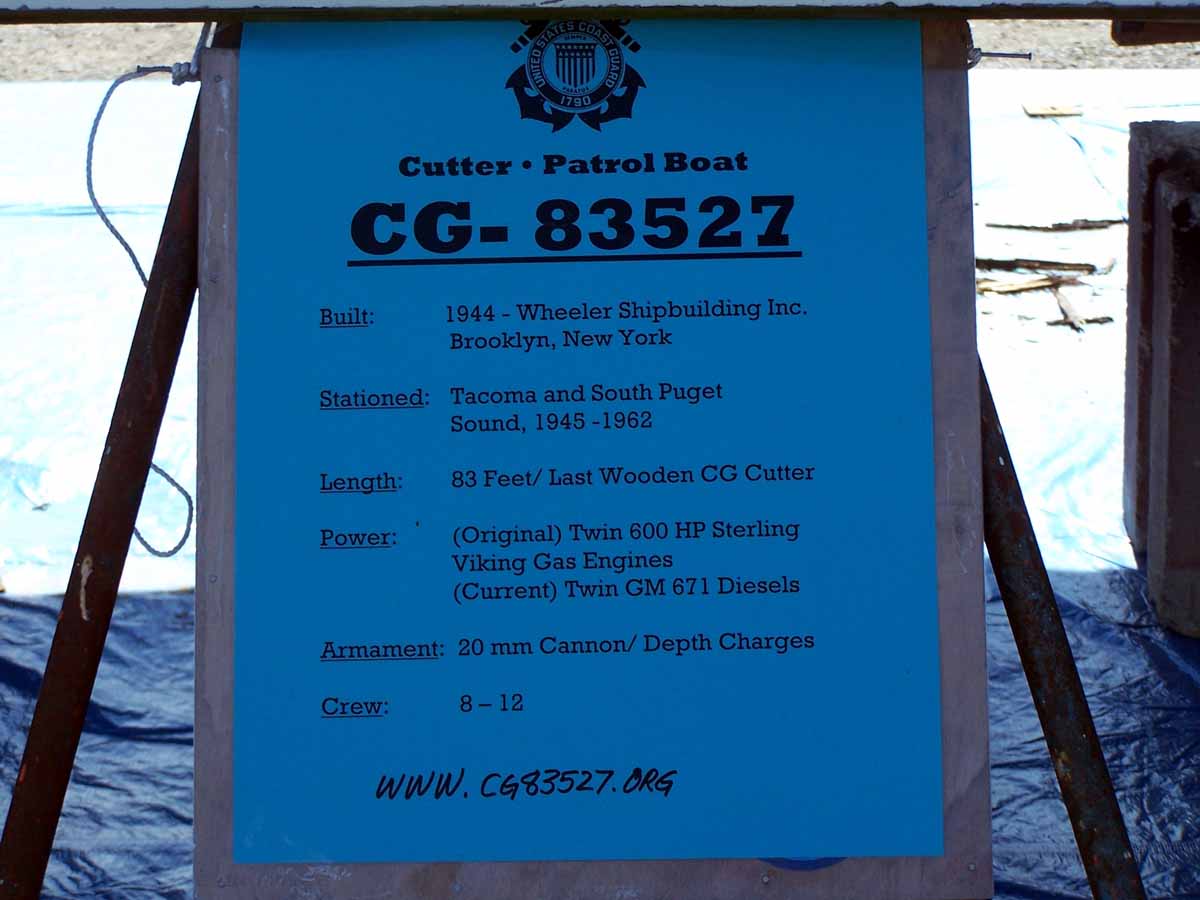 UNITED STATES COAST GUARD
1790
Cutter • Patrol Boat
CG- 83527
Built: 1944 - Wheeler Shipbuilding Inc.
Brooklyn, New York
Stationed: Tacoma and South Puget
Sound, 1945 -1962
Length: 83 Feet/ Last Wooden CG Cutter
Power: (Original) Twin 600 HP Sterling
Viking Gas Engines
(Current) Twin GM 671 Diesels
Armament: 20 mm Cannon/ Depth Charges
Crew: 8 – 12
WWW.CG83527.ORG